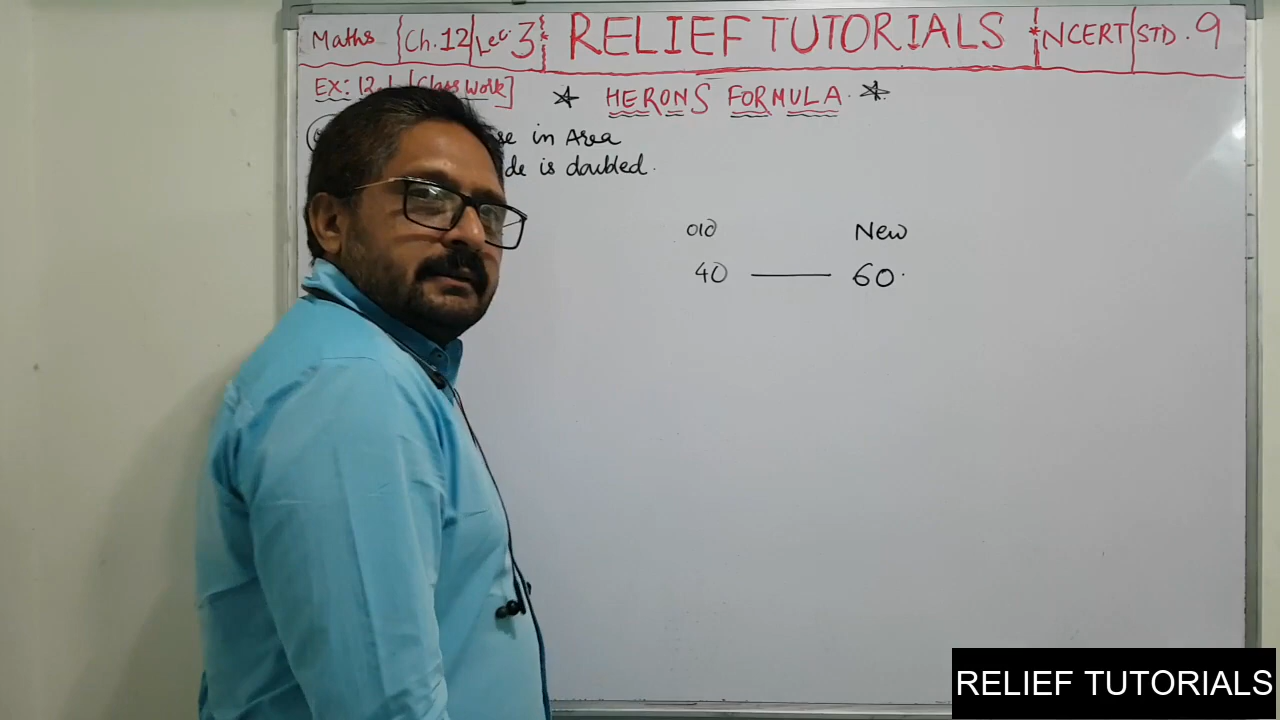 Maths {Ch. 12|Lec. 3 RELIEF TUTORIALS * NCERT|STD. 9
EX: 12.1 [Class work] ☆ HERONS FORMULA. ☆
in Area
is doubled.
old New
40 —— 60.
RELIEF TUTORIALS